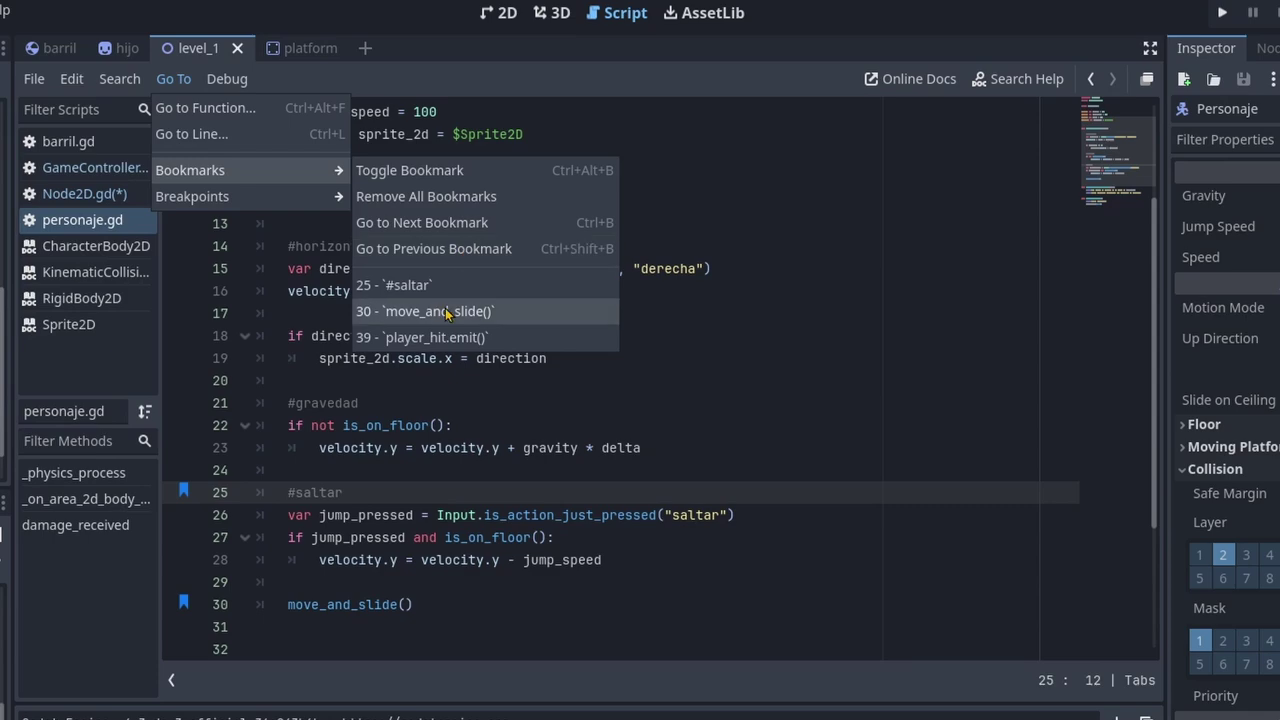 lp
2D 3D Script AssetLib
barril hijo level_1 platform
Inspector
File Edit Search Go To Debug
Online Docs Search Help
Filter Scripts
barril.gd
GameController...
Node2D.gd(*)
personaje.gd
CharacterBody2D
KinematicCollisi...
RigidBody2D
Sprite2D
personaje.gd
Filter Methods
_physics_process
_on_area_2d_body_...
damage_received
Go to Function... Ctrl+Alt+F
Go to Line... Ctrl+L
Bookmarks
Breakpoints
Toggle Bookmark Ctrl+Alt+B
Remove All Bookmarks
Go to Next Bookmark Ctrl+B
Go to Previous Bookmark Ctrl+Shift+B
25 - `#saltar`
30 - `move_and_slide()`
39 - `player_hit.emit()`
speed = 100
sprite_2d = $Sprite2D
13
14 #horizon
15 var dire , "derecha")
16 velocity
17
18 if direc
19 sprite_2d.scale.x = direction
20
21 #gravedad
22 if not is_on_floor():
23 velocity.y = velocity.y + gravity * delta
24
25 #saltar
26 var jump_pressed = Input.is_action_just_pressed("saltar")
27 if jump_pressed and is_on_floor():
28 velocity.y = velocity.y - jump_speed
29
30 move_and_slide()
31
32
25 : 12 | Tabs
Personaje
Filter Properties
Gravity
Jump Speed
Speed
Motion Mode
Up Direction
Slide on Ceiling
Floor
Moving Platfo
Collision
Safe Margin
Layer
1 2 3 4
5 6 7 8
Mask
1 2 3 4
5 6 7 8
Priority